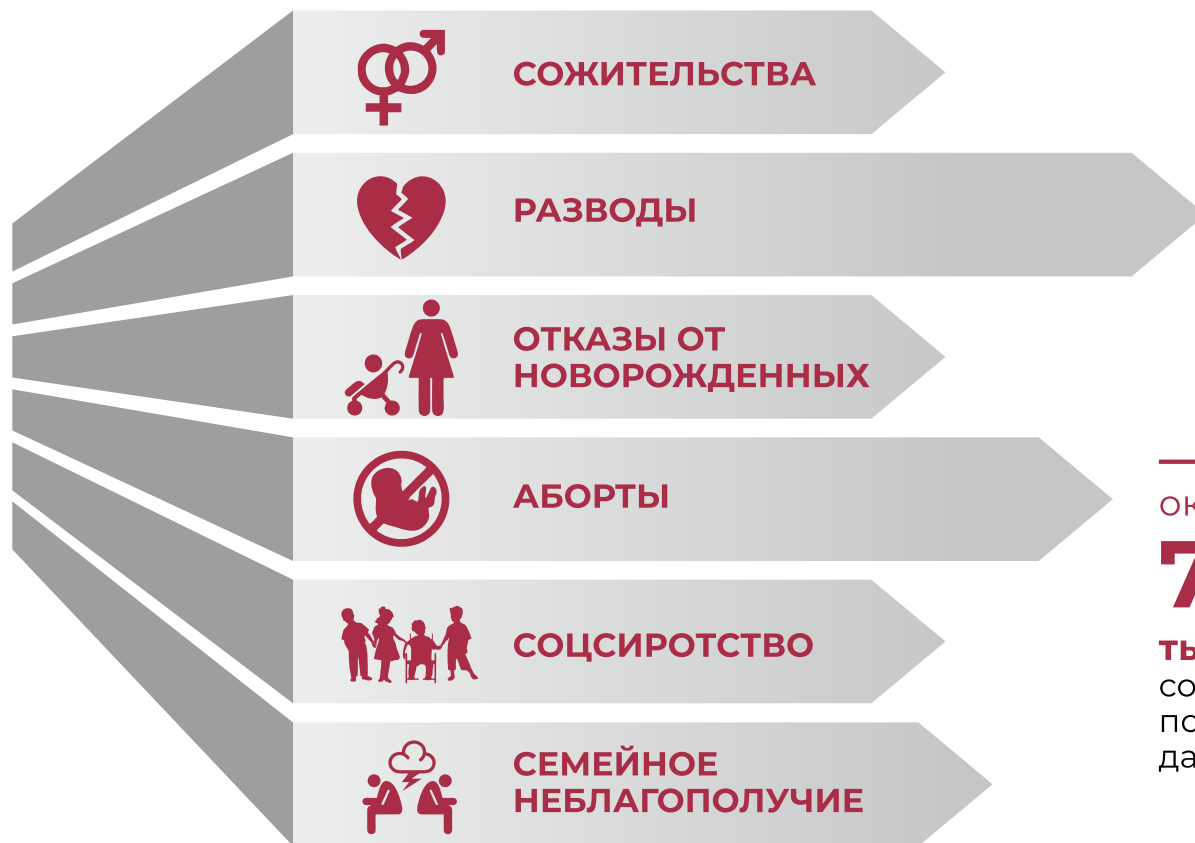 СОЖИТЕЛЬСТВА
РАЗВОДЫ
ОТКАЗЫ ОТ
НОВОРОЖДЕННЫХ
АБОРТЫ
СОЦСИРОТСТВО
СЕМЕЙНОЕ
НЕБЛАГОПОЛУЧИЕ